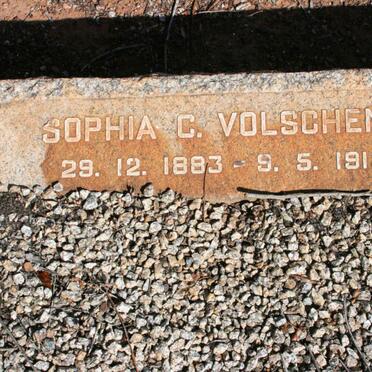 SOPHIA C. VOLSCHEN
29. 12. 1883 - 9. 5. 191